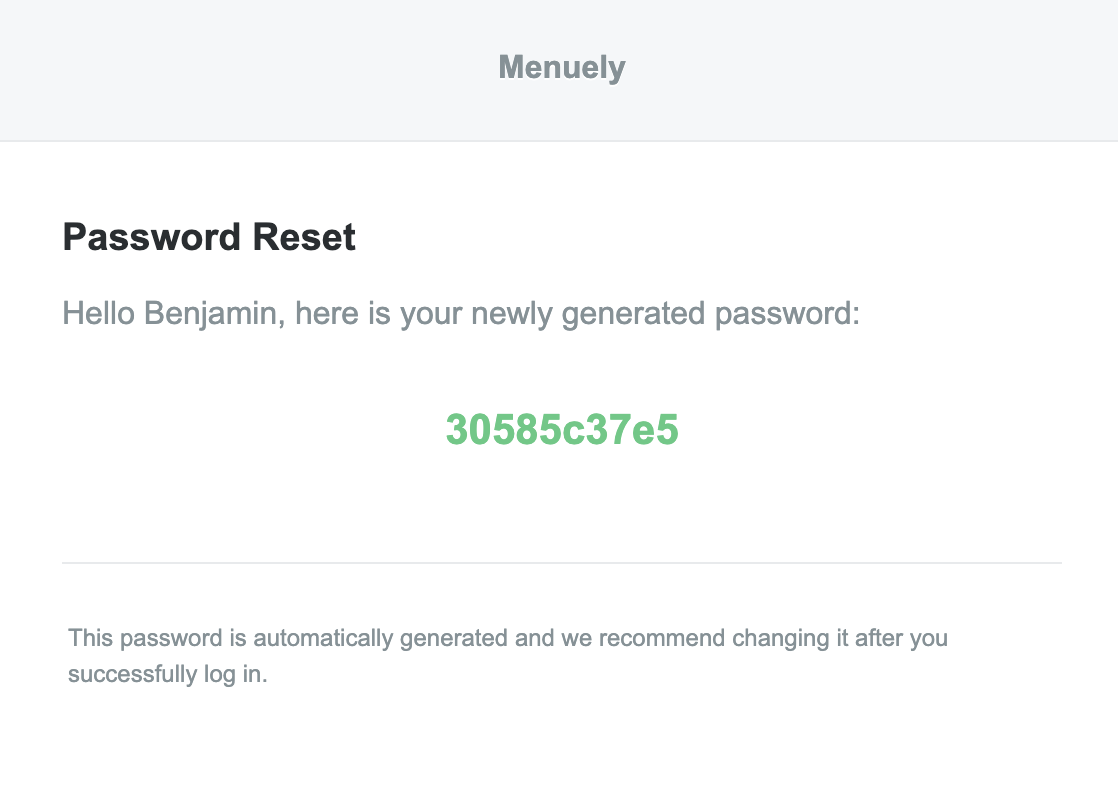 Menuely
Password Reset
Hello Benjamin, here is your newly generated password:
30585c37e5
This password is automatically generated and we recommend changing it after you
successfully log in.